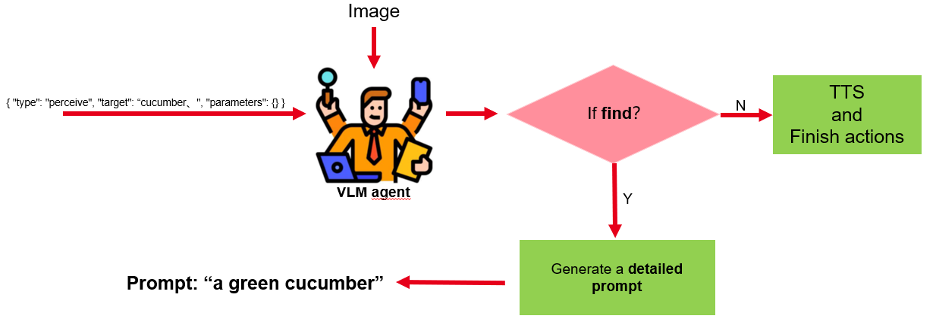 Image
{ "type": "perceive", "target": “cucumber、", "parameters": {} }
VLM agent
If find?
N
TTS
and
Finish actions
Y
Generate a detailed
prompt
Prompt: “a green cucumber”